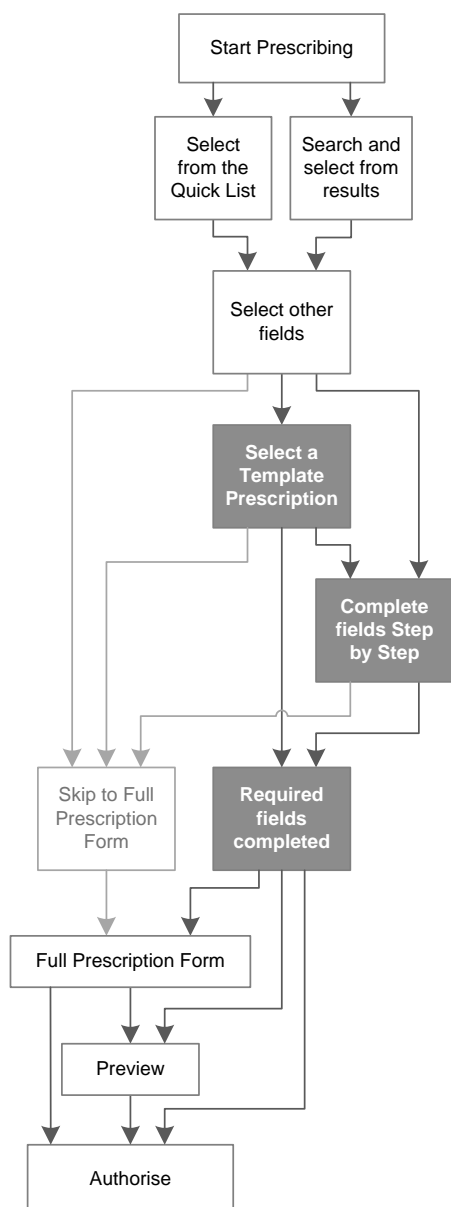 Start Prescribing
Select
from the
Quick List
Search and
select from
results
Select other
fields
Select a
Template
Prescription
Complete
fields Step
by Step
Skip to Full
Prescription
Form
Required
fields
completed
Full Prescription Form
Preview
Authorise